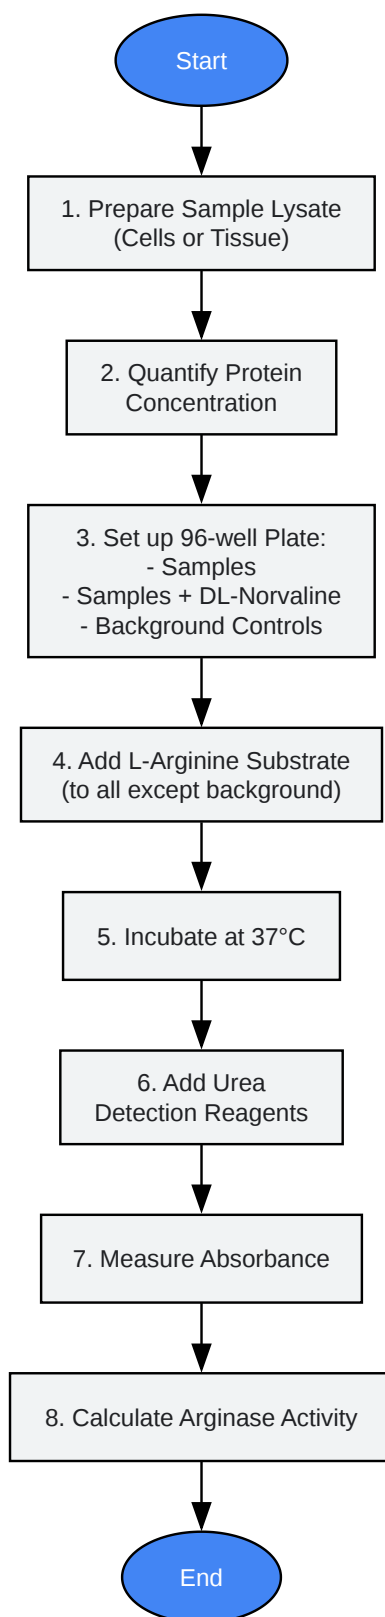 Start
1. Prepare Sample Lysate
(Cells or Tissue)
2. Quantify Protein
Concentration
3. Set up 96-well Plate:
- Samples
- Samples + DL-Norvaline
- Background Controls
4. Add L-Arginine Substrate
(to all except background)
5. Incubate at 37°C
6. Add Urea
Detection Reagents
7. Measure Absorbance
8. Calculate Arginase Activity
End